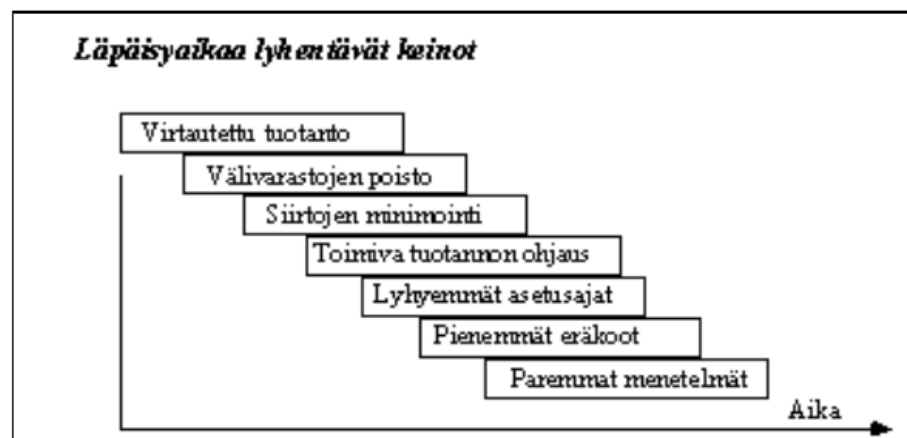 Läpäisyaikaa lyhentävät keinot
Virtautettu tuotanto
Välivarastojen poisto
Siirtojen minimointi
Toimiva tuotannon ohjaus
Lyhyemmät asetusajat
Pienemmät eräkoot
Paremmat menetelmät
Aika